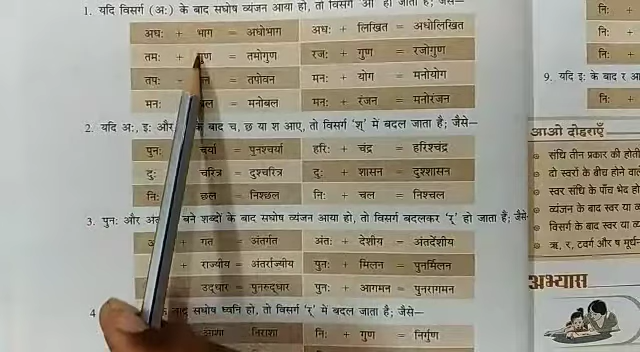 1. यदि विसर्ग (अः) के बाद सघोष व्यंजन आया हो, तो विसर्ग 'ओ' हो जाता है; जैसे—
अधः + भाग = अधोभाग अधः + लिखित = अधोलिखित
तमः + गुण = तमोगुण रजः + गुण = रजोगुण
तपः + = तपोवन मनः + योग = मनोयोग
मनः बल = मनोबल मनः + रंजन = मनोरंजन
2. यदि अः, इः और के बाद च, छ या श आए, तो विसर्ग 'श्' में बदल जाता है; जैसे—
पुनः चर्या = पुनश्चर्या हरिः + चंद्र = हरिश्चंद्र
दुः चरित्र = दुश्चरित्र दुः + शासन = दुश्शासन
निः छल = निश्छल निः + चल = निश्चल
3. पुनः और बने शब्दों के बाद सघोष व्यंजन आया हो, तो विसर्ग बदलकर 'र्' हो जाता है; जैसे
+ गत = अंतर्गत अंतः + देशीय = अंतर्देशीय
+ राज्यीय = अंतर्राज्यीय पुनः + मिलन = पुनर्मिलन
उद्धार = पुनरुद्धार पुनः + आगमन = पुनरागमन
4 के बाद सघोष ध्वनि हो, तो विसर्ग 'र्' में बदल जाता है; जैसे—
आशा निराशा निः + गुण = निर्गुण
निः +
निः +
9. यदि इः के बाद र
निः +
आओ दोहराएँ
संधि तीन प्रकार की होती
दो स्वरों के बीच होने
स्वर संधि के पाँच भेद
व्यंजन के बाद स्वर या
विसर्ग के बाद स्वर या
ऋ, र, टवर्ग और ष
अभ्यास